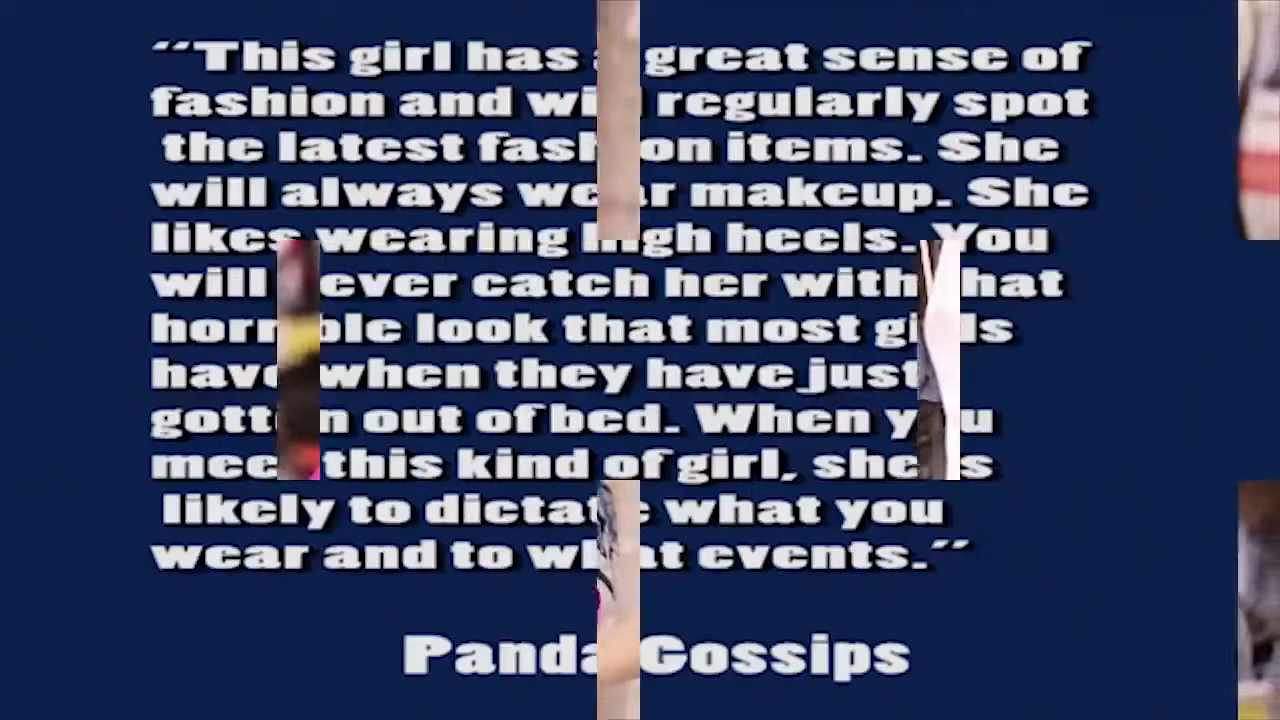 ´´This girl has a great sense of
fashion and will regularly spot
the latest fashion items. She
will always wear makeup. She
likes wearing high heels. You
will never catch her with that
horrible look that most girls
have when they have just
gotten out of bed. When you
meet this kind of girl, she is
likely to dictate what you
wear and to what events.´´
Panda Gossips